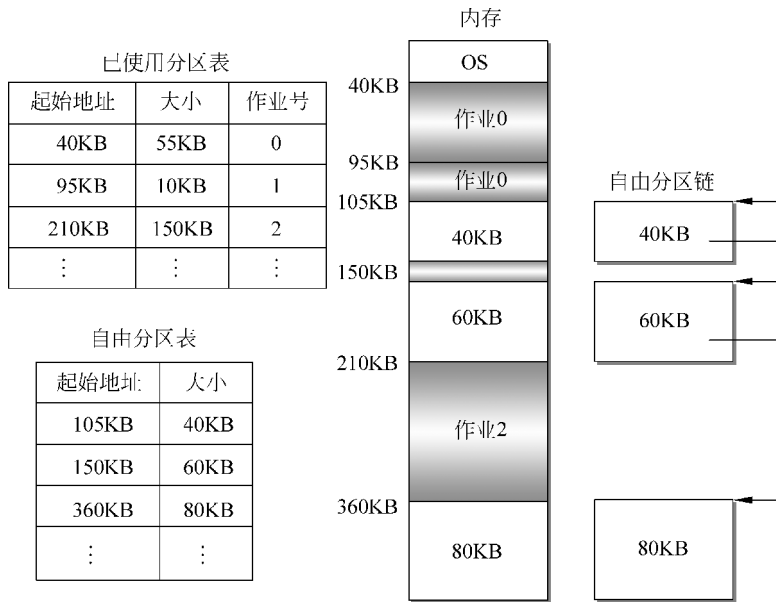 已使用分区表
起始地址 大小 作业号
40KB 55KB 0
95KB 10KB 1
210KB 150KB 2
⋮ ⋮ ⋮
自由分区表
起始地址 大小
105KB 40KB
150KB 60KB
360KB 80KB
⋮ ⋮
内存
OS
40KB
作业0
95KB
作业0
105KB
40KB
150KB
60KB
210KB
作业2
360KB
80KB
自由分区链
40KB
60KB
80KB